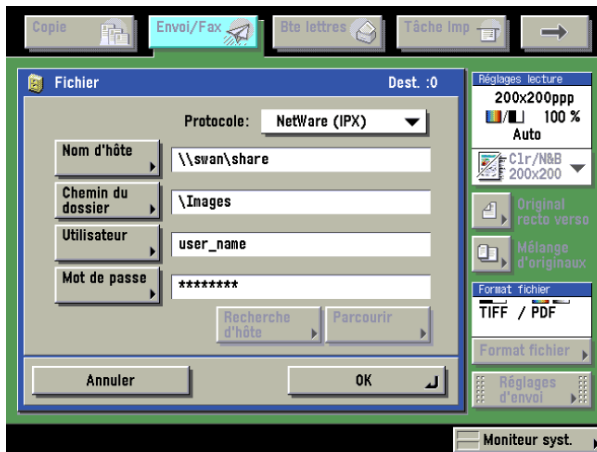 Copie
Envoi/Fax
Bte lettres
Tâche Imp
Fichier
Dest. :0
Protocole:
NetWare (IPX)
Nom d'hôte
\\swan\share
Chemin du
dossier
\Images
Utilisateur
user_name
Mot de passe
********
Recherche
d'hôte
Parcourir
Annuler
OK
Réglages lecture
200x200ppp
100 %
Auto
Clr/N&B
200x200
Original
recto verso
Mélange
d'originaux
Format fichier
TIFF / PDF
Format fichier
Réglages
d'envoi
Moniteur syst.